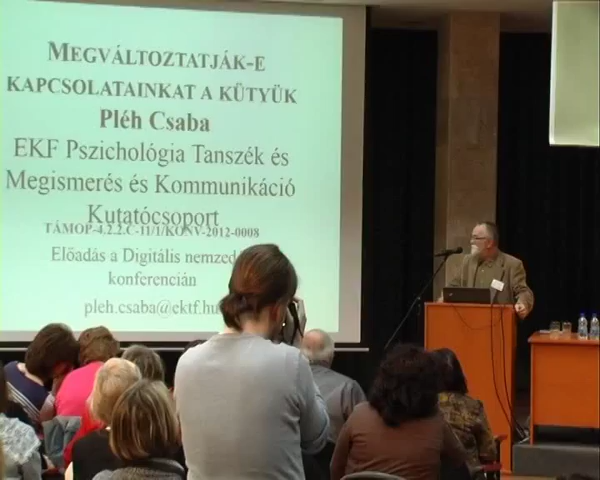 MEGVÁLTOZTATJÁK-E
KAPCSOLATAINKAT A KÜTYÜK
Pléh Csaba
EKF Pszichológia Tanszék és
Megismerés és Kommunikáció
Kutatócsoport
TÁMOP-4.2.2.C-11/1/KONV-2012-0008
Előadás a Digitális nemzed
konferencián
pleh.csaba@ektf.hu